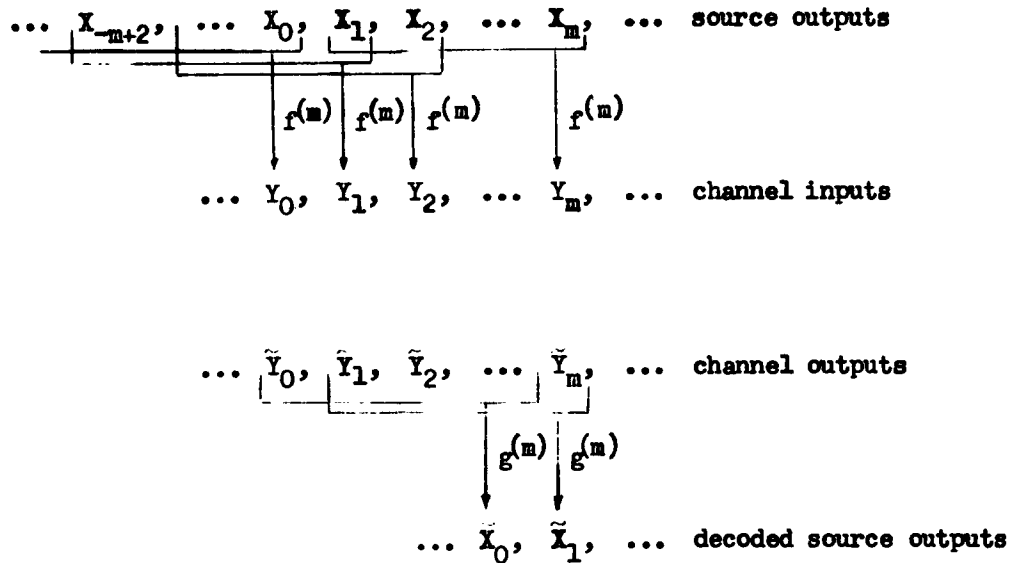 ... X_{-m+2}, ... X_0, X_1, X_2, ... X_m, ... source outputs
f^{(m)} f^{(m)} f^{(m)} f^{(m)}
... Y_0, Y_1, Y_2, ... Y_m, ... channel inputs
... Ỹ_0, Ỹ_1, Ỹ_2, ... Ỹ_m, ... channel outputs
g^{(m)} g^{(m)}
... X̃_0, X̃_1, ... decoded source outputs